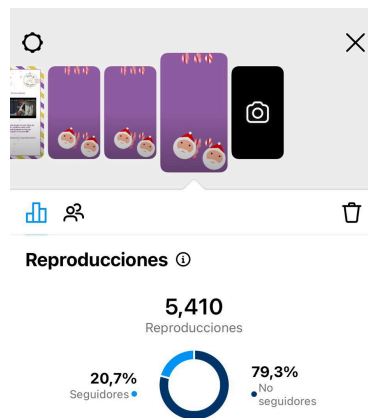 Reproducciones
5,410
Reproducciones
20,7%
Seguidores
79,3%
No
seguidores